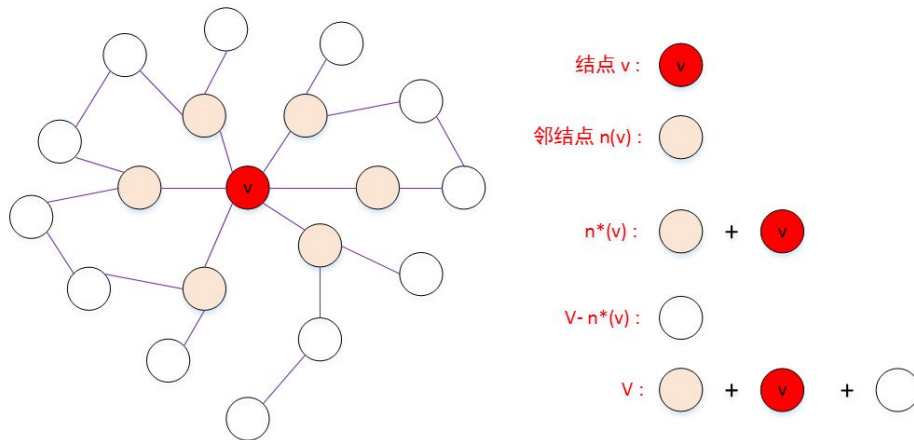 v
结点 v : v
邻结点 n(v) :
n*(v) : + v
V- n*(v) :
V : + v +